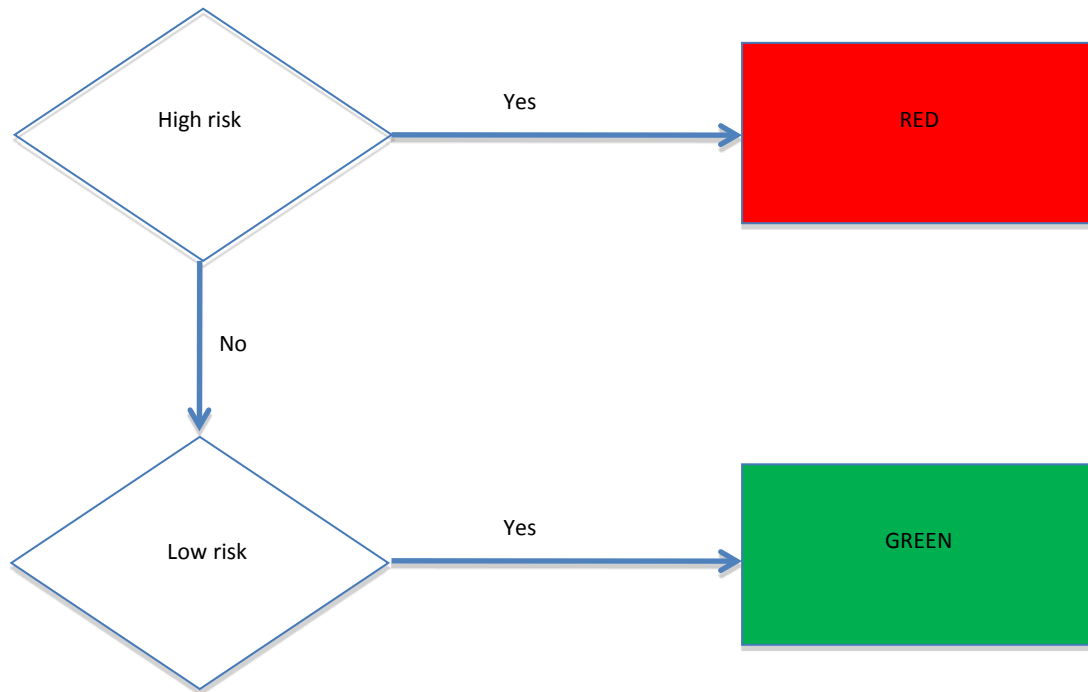 High risk
Yes
RED
No
Low risk
Yes
GREEN